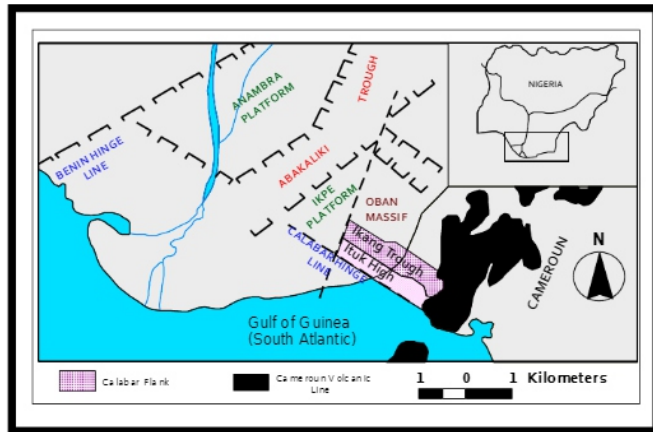 NIGERIA
ANAMBRA
PLATFORM
TROUGH
BENIN HINGE
LINE
ABAKALIKI
IKPE
PLATFORM
OBAN
MASSIF
CALABAR HINGE
LINE
Ikang Trough
Ituk High
CAMEROUN
N
Gulf of Guinea
(South Atlantic)
Calabar Flank
Cameroun Volcanic
Line
1 0 1 Kilometers